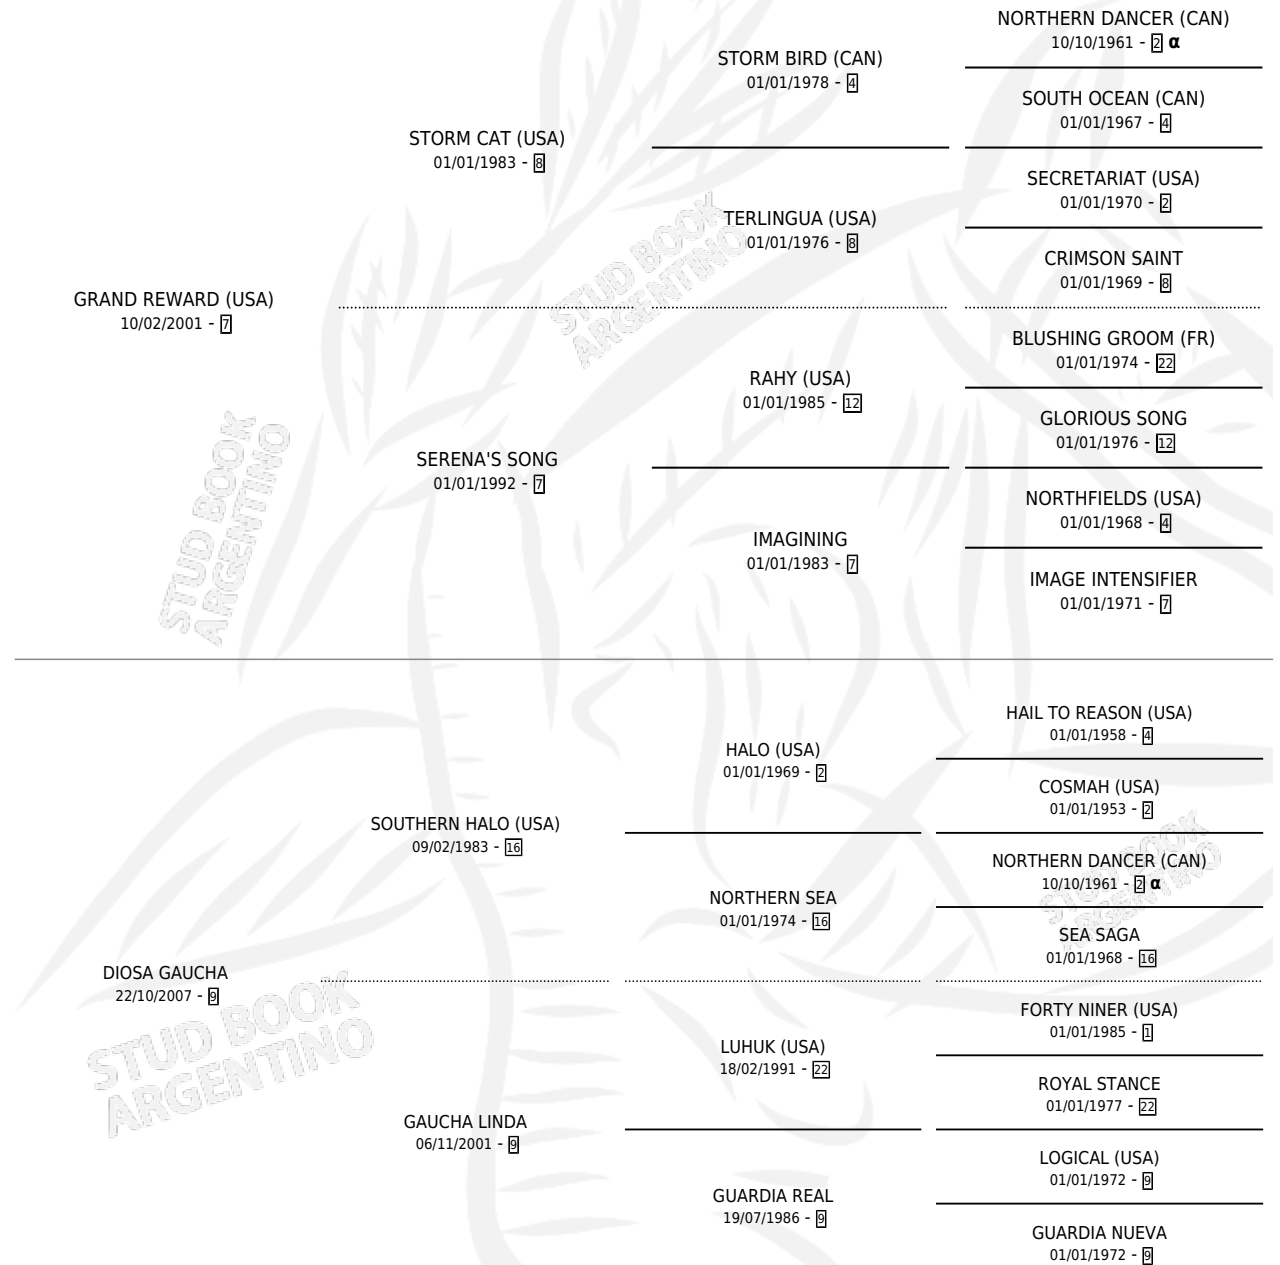 NORTHERN DANCER (CAN)
10/10/1961 - 2 α
STORM BIRD (CAN)
01/01/1978 - 4
SOUTH OCEAN (CAN)
01/01/1967 - 4
STORM CAT (USA)
01/01/1983 - 8
SECRETARIAT (USA)
01/01/1970 - 2
TERLINGUA (USA)
01/01/1976 - 8
CRIMSON SAINT
01/01/1969 - 8
GRAND REWARD (USA)
10/02/2001 - 7
BLUSHING GROOM (FR)
01/01/1974 - 22
RAHY (USA)
01/01/1985 - 12
GLORIOUS SONG
01/01/1976 - 12
SERENA'S SONG
01/01/1992 - 7
NORTHFIELDS (USA)
01/01/1968 - 4
IMAGINING
01/01/1983 - 7
IMAGE INTENSIFIER
01/01/1971 - 7
HAIL TO REASON (USA)
01/01/1958 - 4
HALO (USA)
01/01/1969 - 2
COSMAH (USA)
01/01/1953 - 2
SOUTHERN HALO (USA)
09/02/1983 - 16
NORTHERN DANCER (CAN)
10/10/1961 - 2 α
NORTHERN SEA
01/01/1974 - 16
SEA SAGA
01/01/1968 - 16
DIOSA GAUCHA
22/10/2007 - 9
FORTY NINER (USA)
01/01/1985 - 1
LUHUK (USA)
18/02/1991 - 22
ROYAL STANCE
01/01/1977 - 22
GAUCHA LINDA
06/11/2001 - 9
LOGICAL (USA)
01/01/1972 - 9
GUARDIA REAL
19/07/1986 - 9
GUARDIA NUEVA
01/01/1972 - 9
STUD BOOK
ARGENTINO
STUD BOOK
ARGENTINO
STUD BOOK
ARGENTINO
STUD BOOK
ARGENTINO